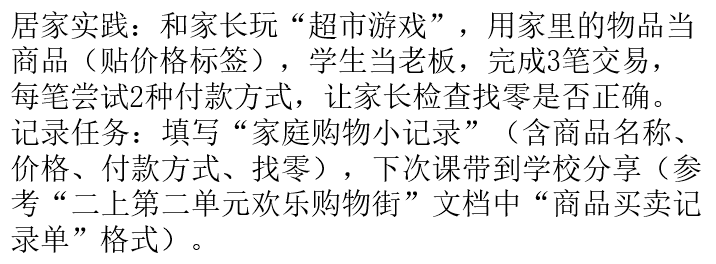 居家实践：和家长玩“超市游戏”，用家里的物品当
商品（贴价格标签），学生当老板，完成3笔交易，
每笔尝试2种付款方式，让家长检查找零是否正确。
记录任务：填写“家庭购物小记录”（含商品名称、
价格、付款方式、找零），下次课带到学校分享（参
考“二上第二单元欢乐购物街”文档中“商品买卖记
录单”格式）。